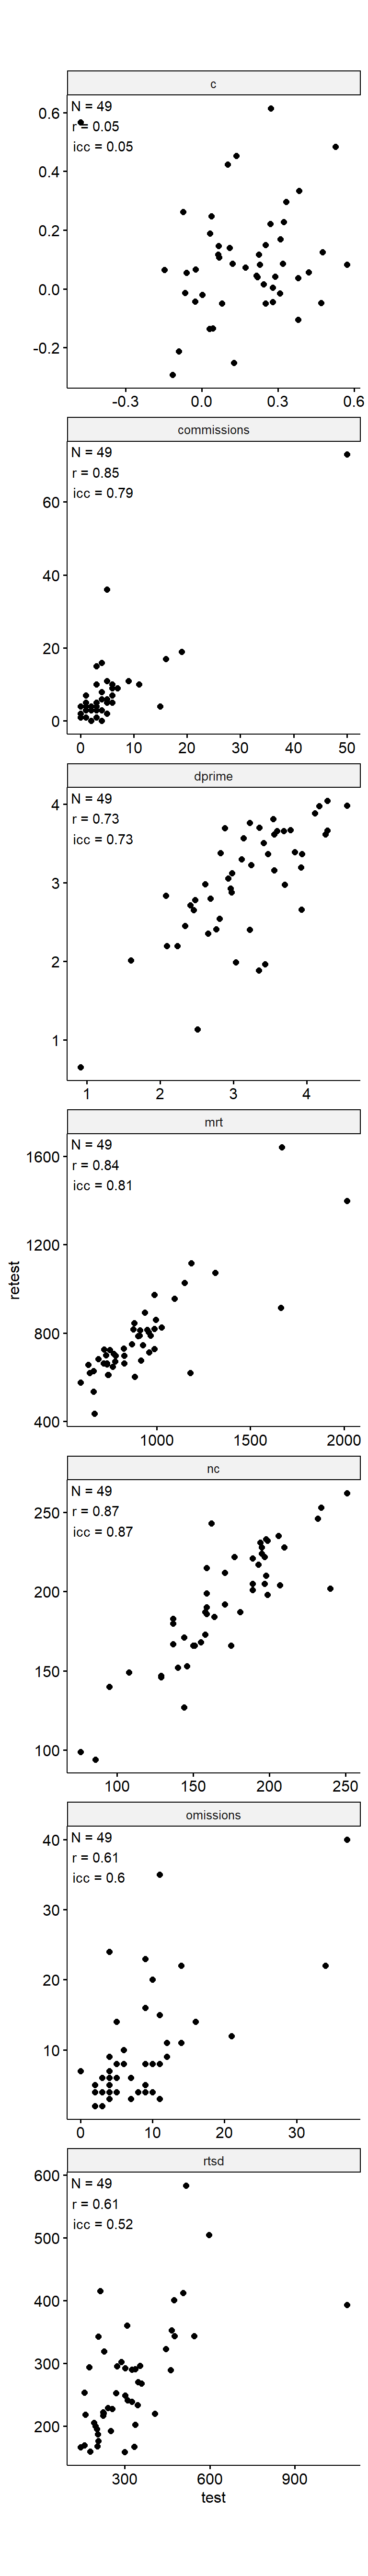 c
N = 49
r = 0.05
icc = 0.05
0.6
0.4
0.2
0.0
-0.2
-0.3
0.0
0.3
0.6
commissions
N = 49
r = 0.85
icc = 0.79
60
40
20
0
0
10
20
30
40
50
dprime
N = 49
r = 0.73
icc = 0.73
4
3
2
1
1
2
3
4
mrt
N = 49
r = 0.84
icc = 0.81
1600
1200
800
400
1000
1500
2000
retest
nc
N = 49
r = 0.87
icc = 0.87
250
200
150
100
100
150
200
250
omissions
N = 49
r = 0.61
icc = 0.6
40
30
20
10
0
10
20
30
rtsd
N = 49
r = 0.61
icc = 0.52
600
500
400
300
200
300
600
900
test